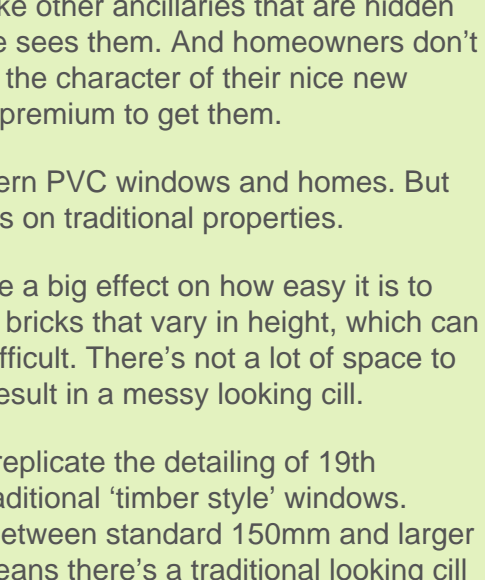 ke other ancillaries that are hidden
e sees them. And homeowners don’t
the character of their nice new
premium to get them.
ern PVC windows and homes. But
s on traditional properties.
e a big effect on how easy it is to
bricks that vary in height, which can
fficult. There’s not a lot of space to
esult in a messy looking cill.
replicate the detailing of 19th
aditional ‘timber style’ windows.
etween standard 150mm and larger
eans there’s a traditional looking cill